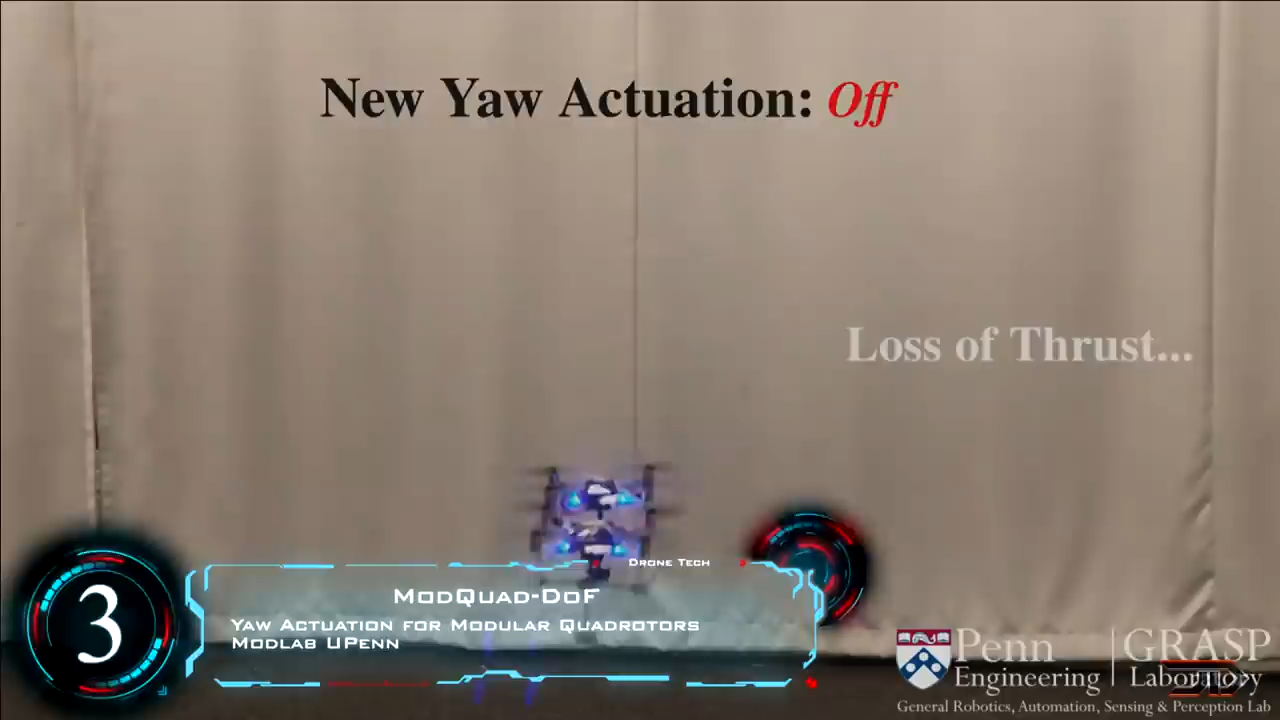 New Yaw Actuation: Off
Loss of Thrust...
Drone Tech
3
ModQuad-DoF
Yaw Actuation for Modular Quadrotors
Modlab UPenn
Penn
Engineering
GRASP
Laboratory
General Robotics, Automation, Sensing & Perception Lab